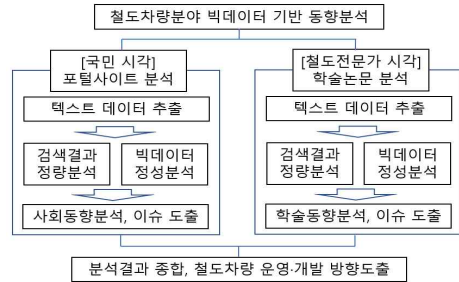 철도차량분야 빅데이터 기반 동향분석
[국민 시각]
포털사이트 분석
텍스트 데이터 추출
검색결과
정량분석
빅데이터
정성분석
사회동향분석, 이슈 도출
[철도전문가 시각]
학술논문 분석
텍스트 데이터 추출
검색결과
정량분석
빅데이터
정성분석
학술동향분석, 이슈 도출
분석결과 종합, 철도차량 운영·개발 방향도출